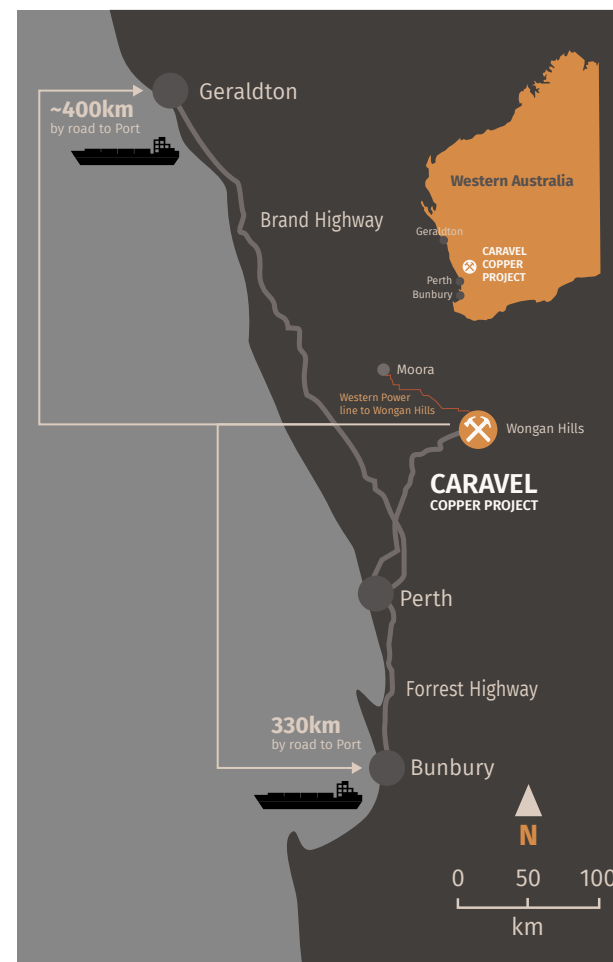 Geraldton
~400km
by road to Port
Brand Highway
Western Australia
Geraldton
CARAVEL
COPPER
PROJECT
Perth
Bunbury
Moora
Western Power
line to Wongan Hills
Wongan Hills
CARAVEL
COPPER PROJECT
Perth
Forrest Highway
330km
by road to Port
Bunbury
N
0 50 100
km